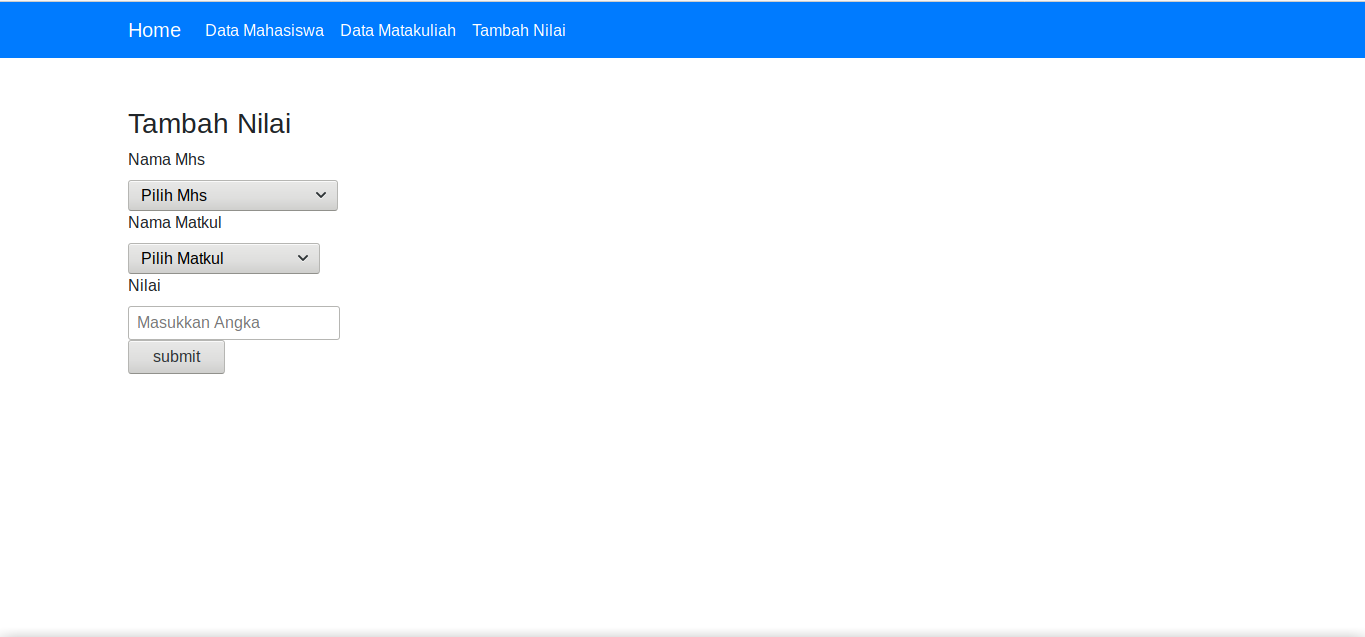 Home Data Mahasiswa Data Matakuliah Tambah Nilai
Tambah Nilai
Nama Mhs
Pilih Mhs
Nama Matkul
Pilih Matkul
Nilai
Masukkan Angka
submit